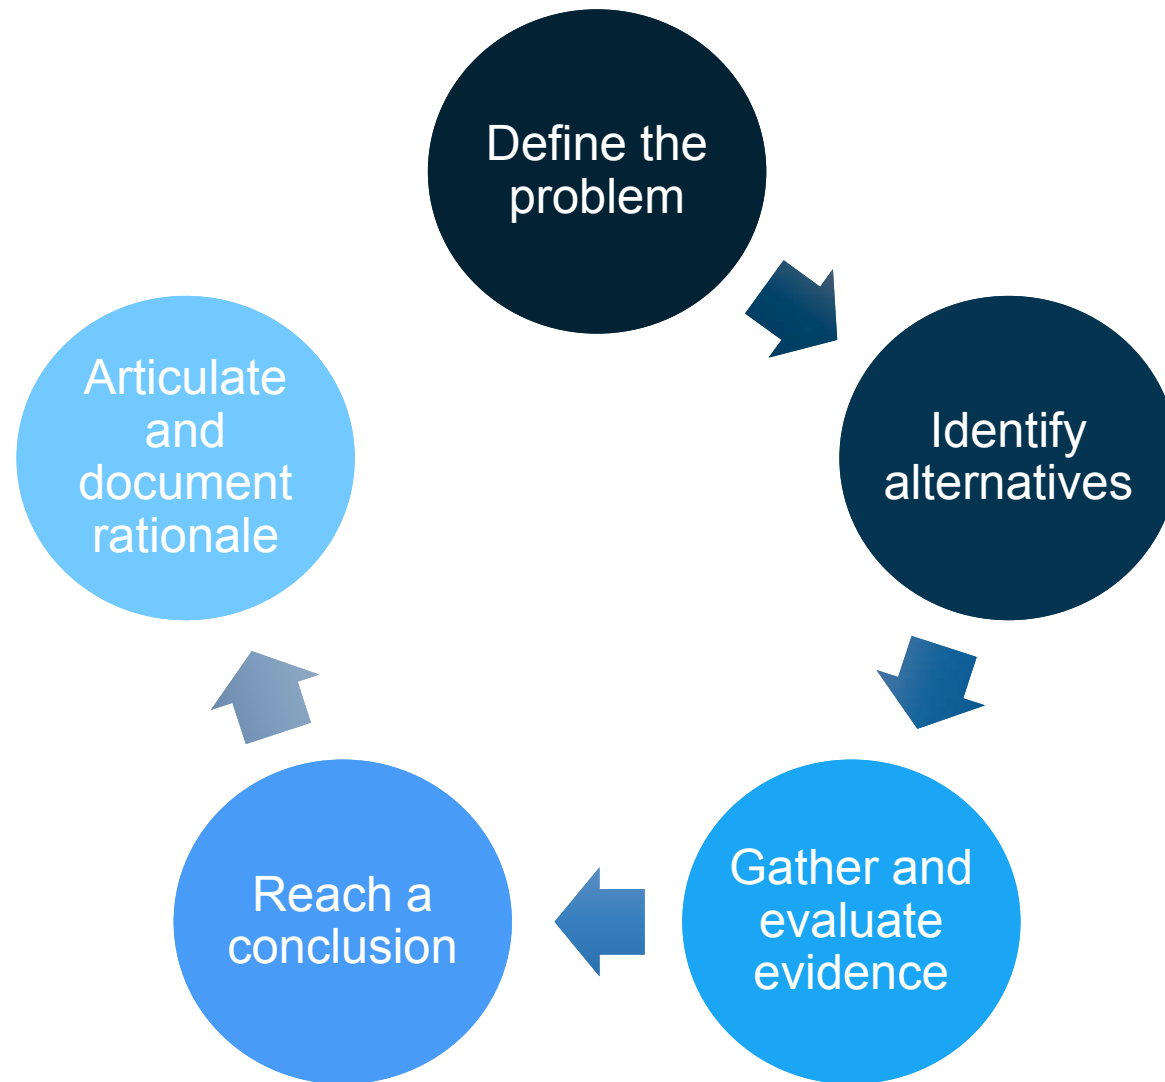 Define the
problem
Identify
alternatives
Gather and
evaluate
evidence
Reach a
conclusion
Articulate
and
document
rationale